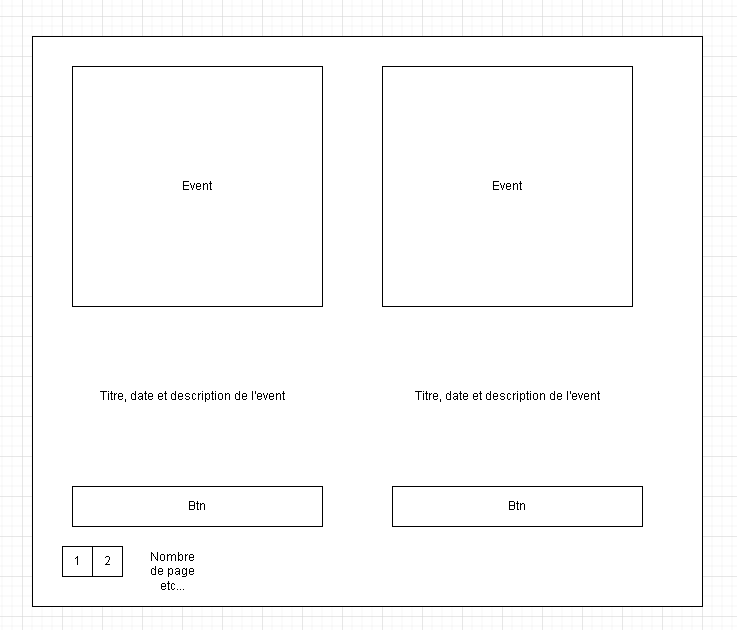 Event
Event
Titre, date et description de l'event
Titre, date et description de l'event
Btn
Btn
1 2
Nombre
de page
etc...